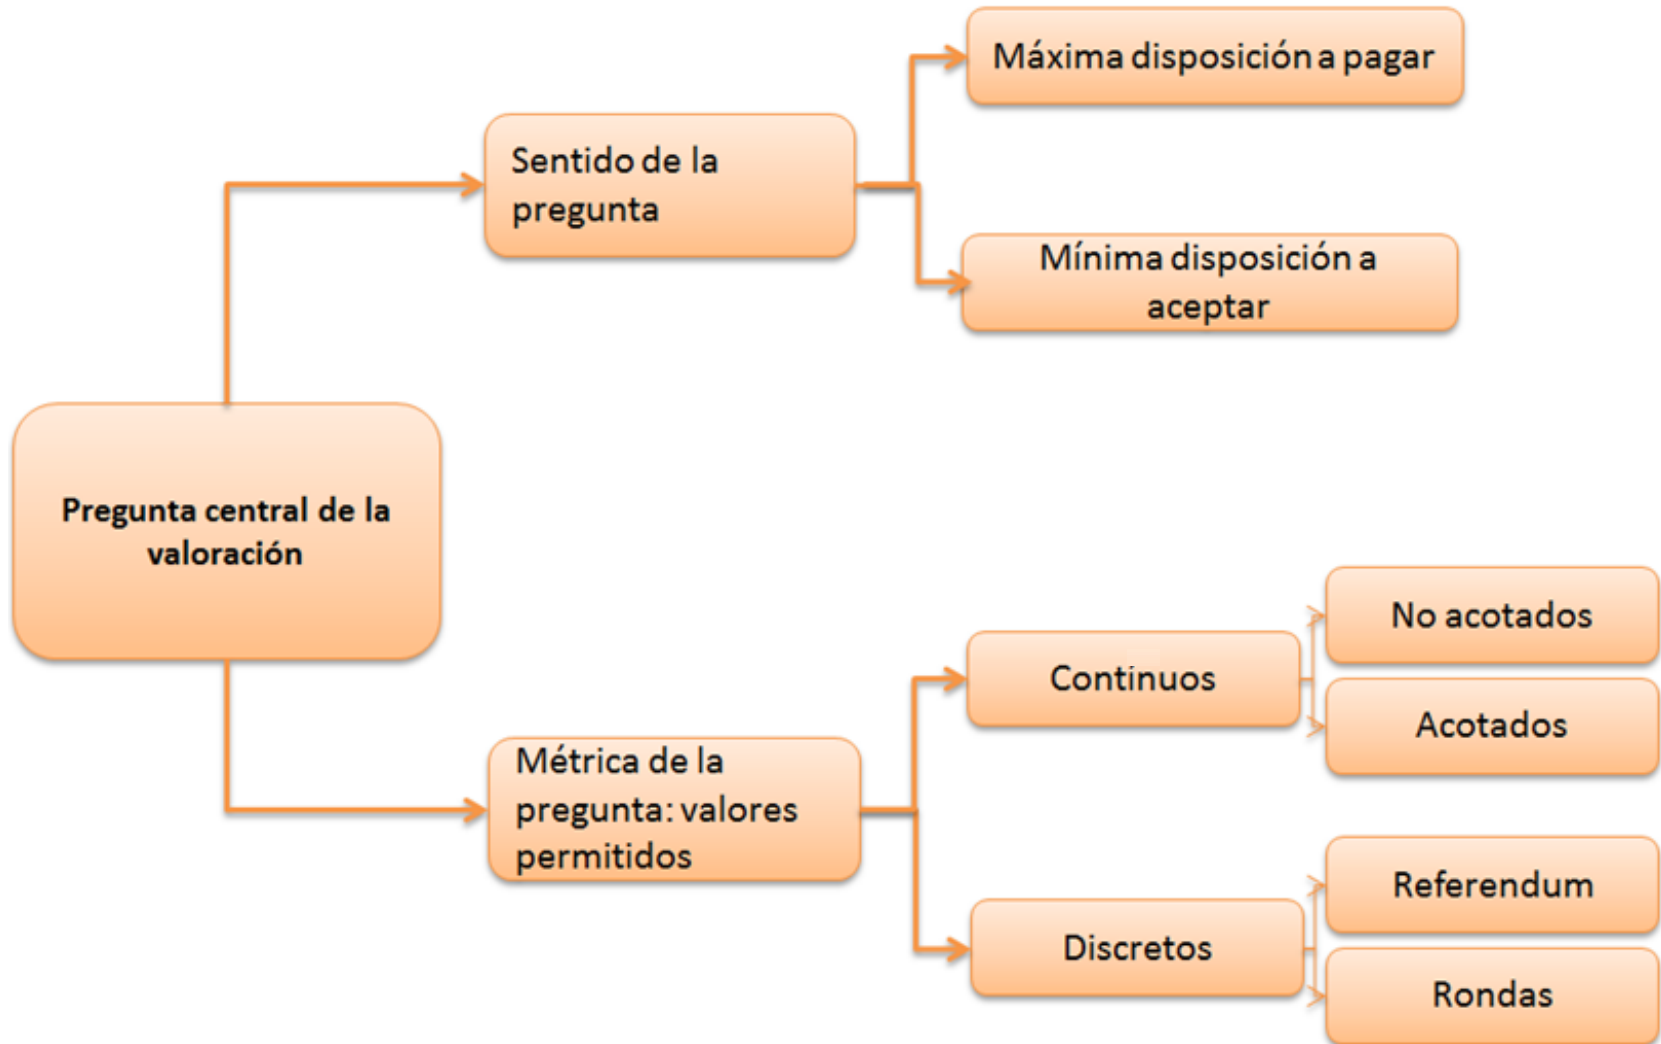 Máxima disposición a pagar
Sentido de la
pregunta
Mínima disposición a
aceptar
Pregunta central de la
valoración
No acotados
Continuos
Acotados
Métrica de la
pregunta: valores
permitidos
Referendum
Discretos
Rondas